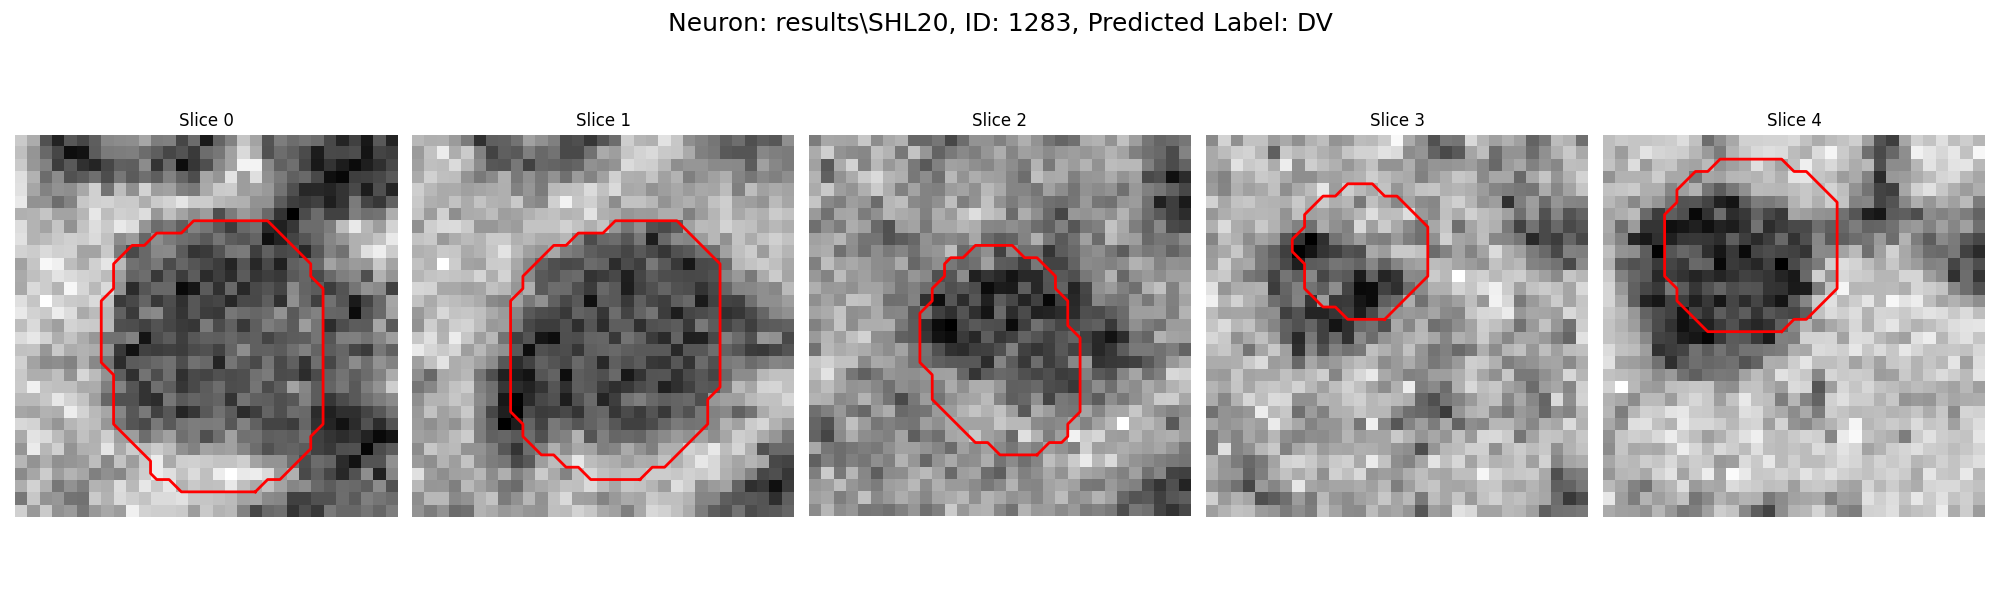 Neuron: results\SHL20, ID: 1283, Predicted Label: DV
Slice 0
Slice 1
Slice 2
Slice 3
Slice 4